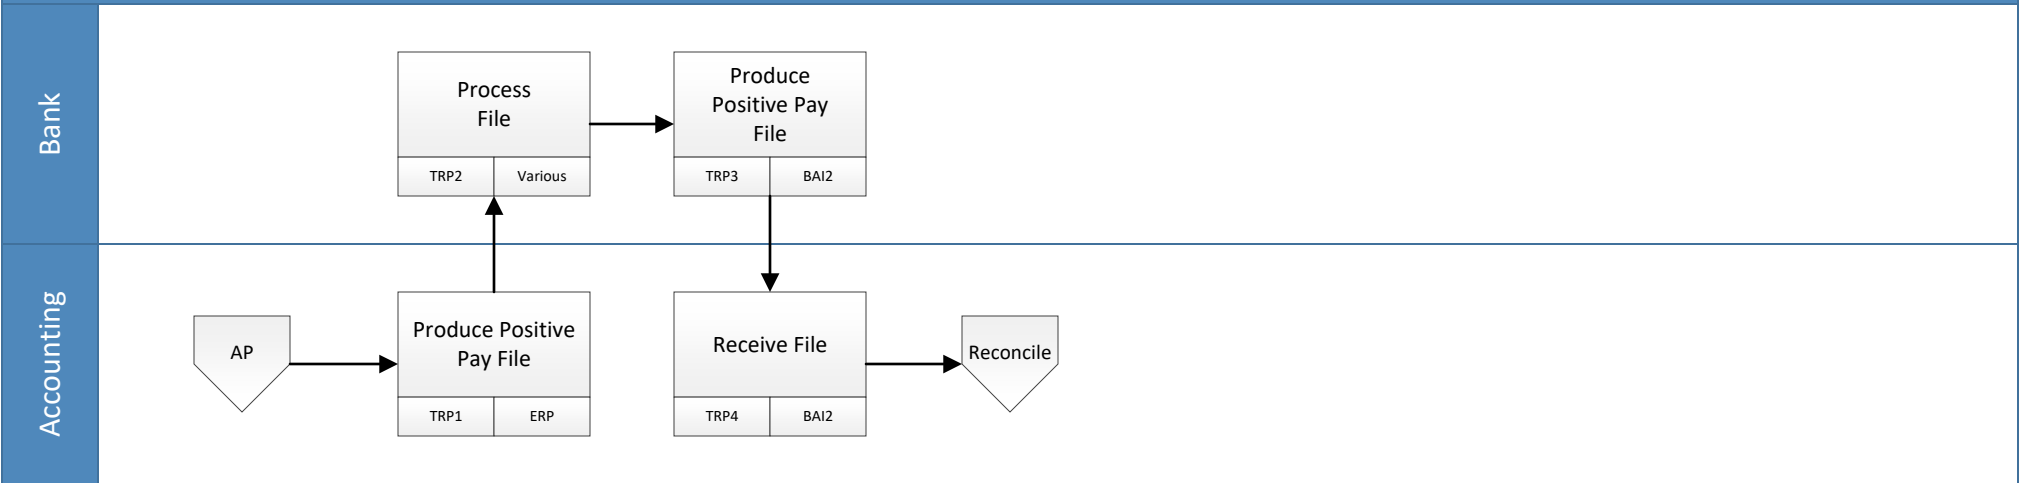 Bank
Process
File
TRP2
Various
Produce
Positive Pay
File
TRP3
BAI2
Accounting
AP
Produce Positive
Pay File
TRP1
ERP
Receive File
TRP4
BAI2
Reconcile